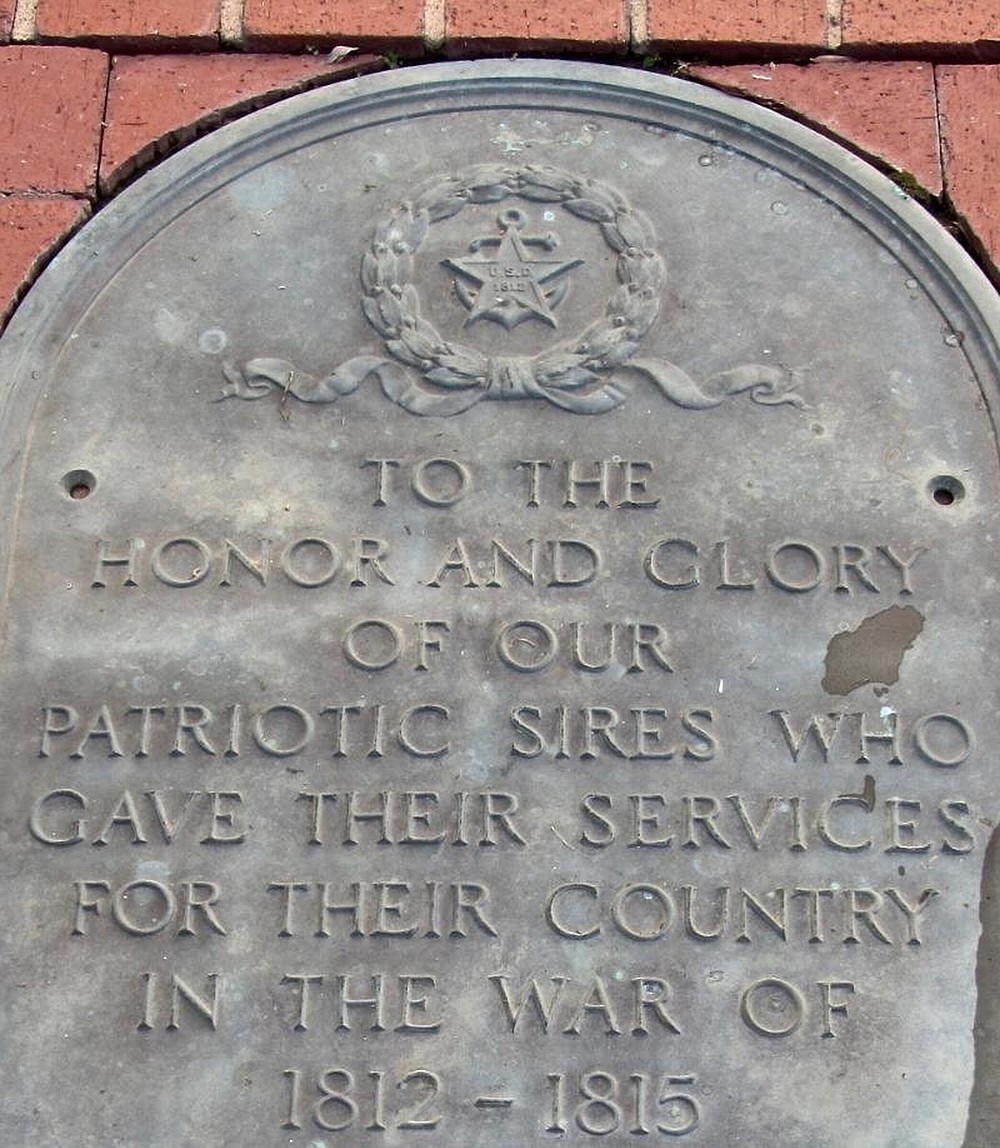 U.S.D.
1812
TO THE
HONOR AND GLORY
OF OUR
PATRIOTIC SIRES WHO
GAVE THEIR SERVICES
FOR THEIR COUNTRY
IN THE WAR OF
1812 - 1815